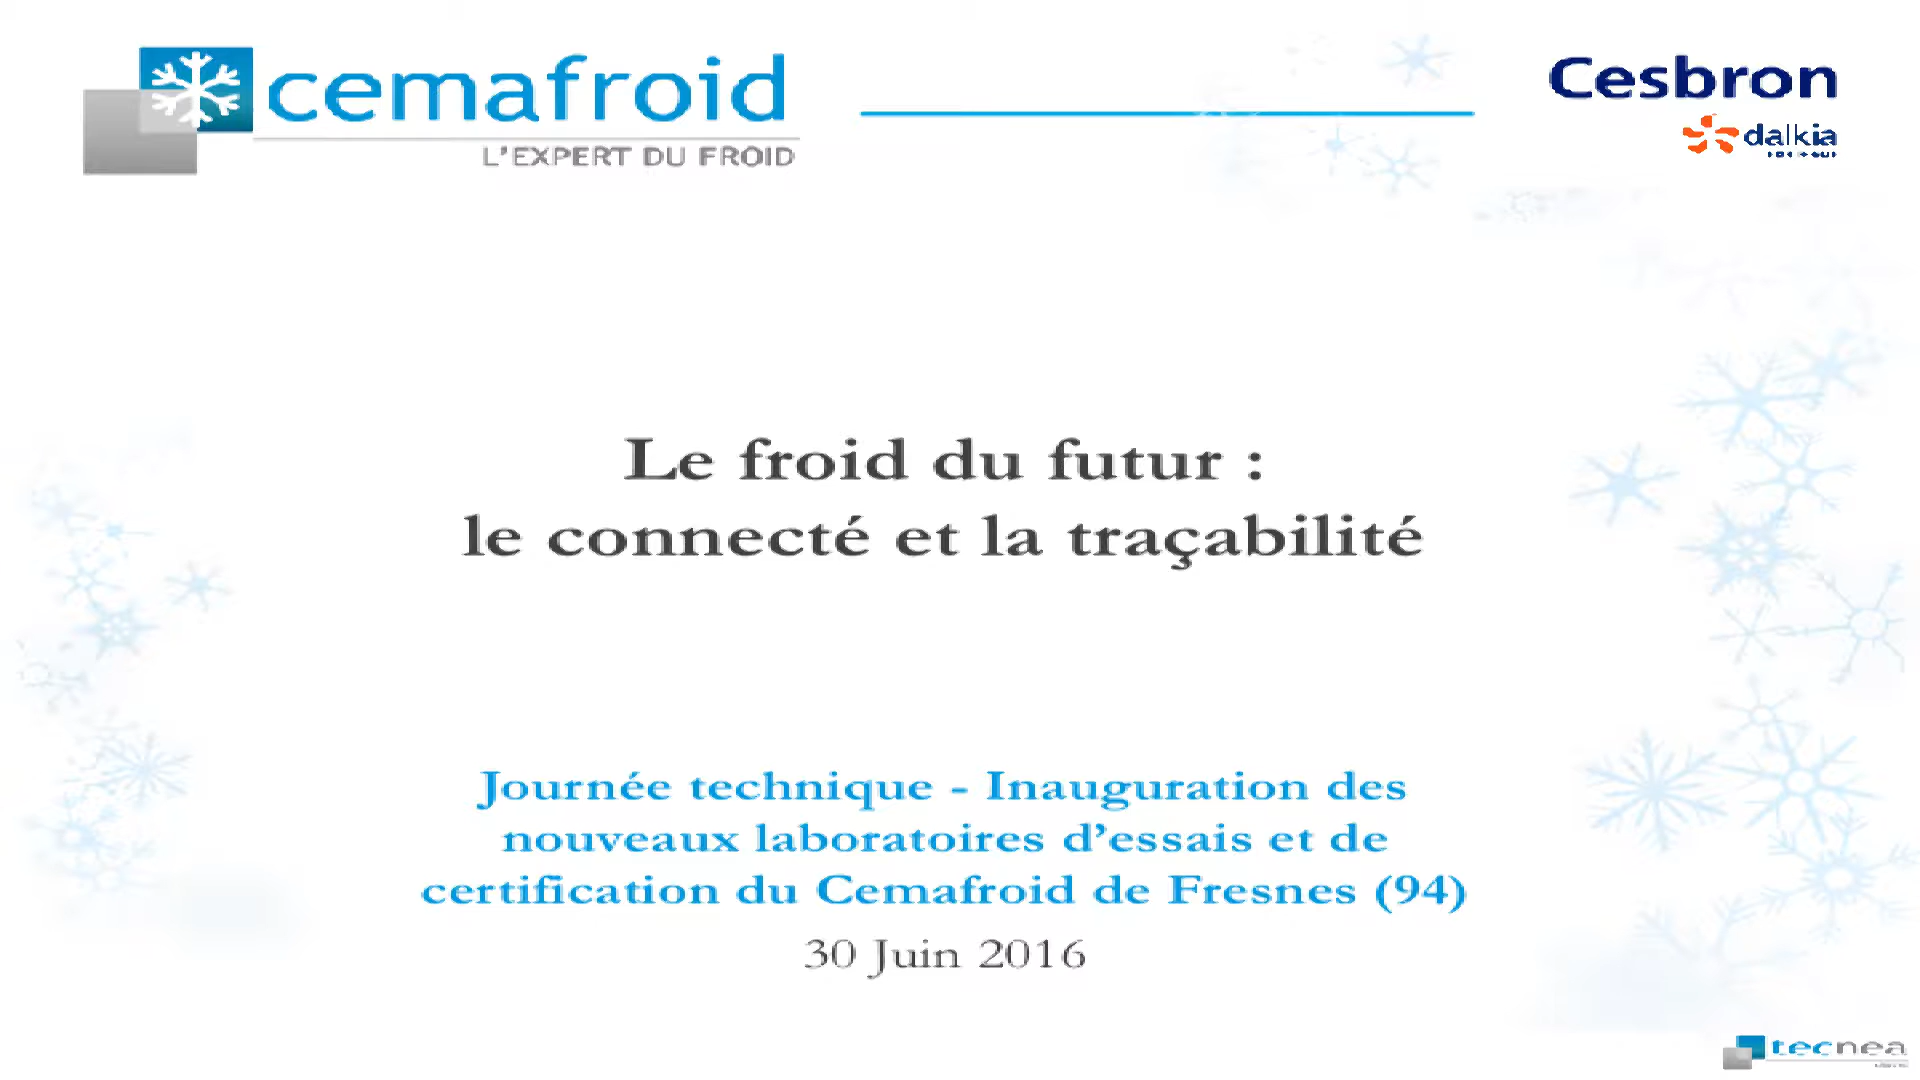 cemafroid
L'EXPERT DU FROID
Cesbron
dalkia
Le froid du futur :
le connecté et la traçabilité
Journée technique - Inauguration des
nouveaux laboratoires d’essais et de
certification du Cemafroid de Fresnes (94)
30 Juin 2016
tecnea